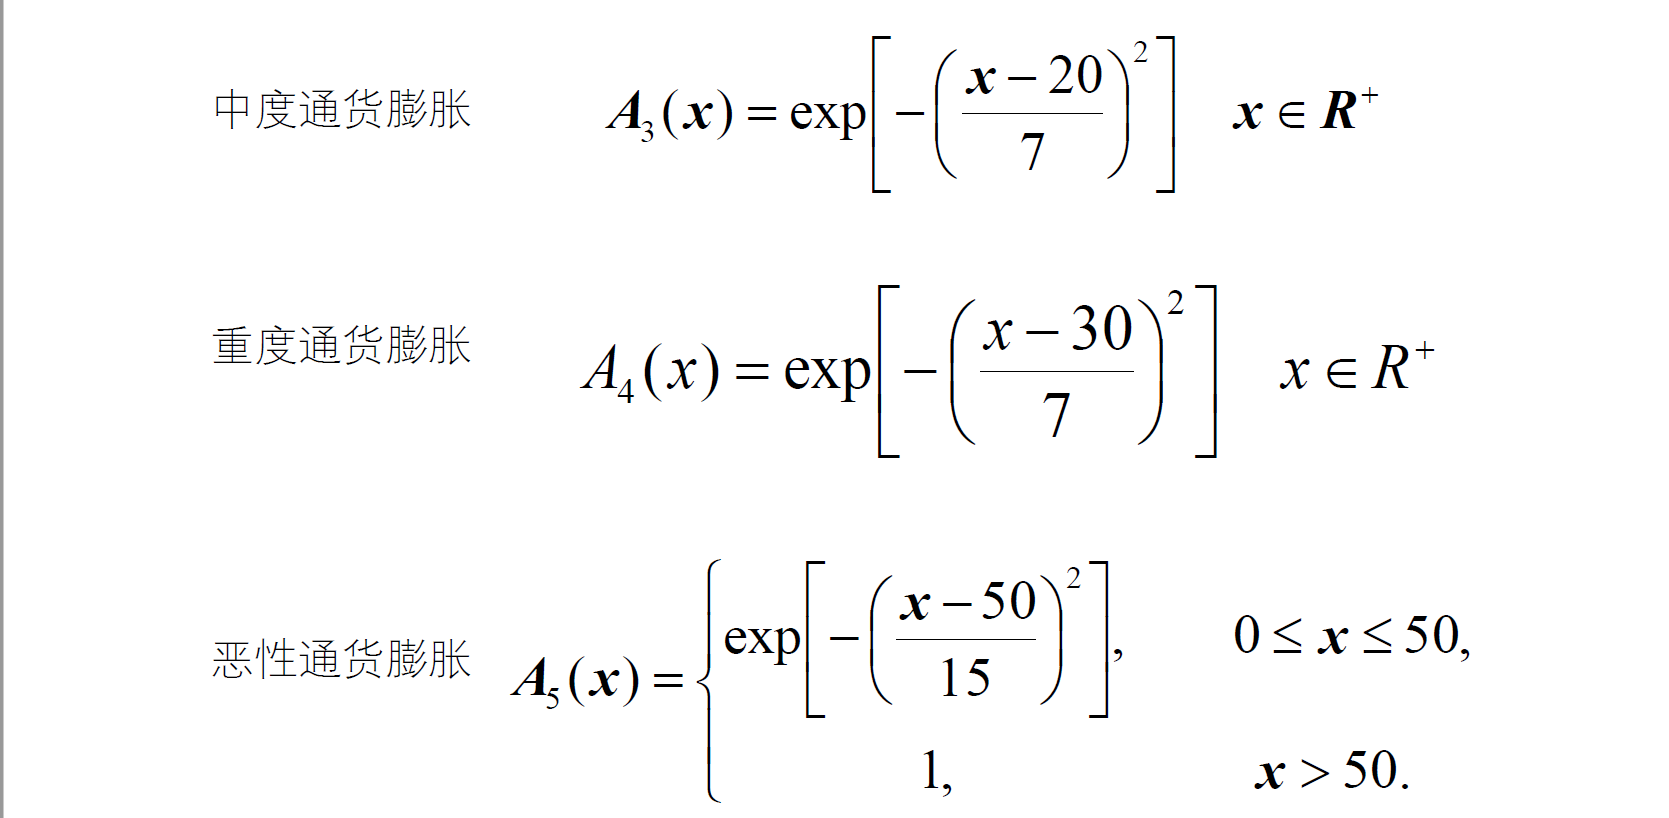 中度通货膨胀 A₃(x) = exp[−((x − 20)/7)²] x ∈ R⁺
重度通货膨胀 A₄(x) = exp[−((x − 30)/7)²] x ∈ R⁺
恶性通货膨胀 A₅(x) = { exp[−((x − 50)/15)²], 0 ≤ x ≤ 50,
1, x > 50.